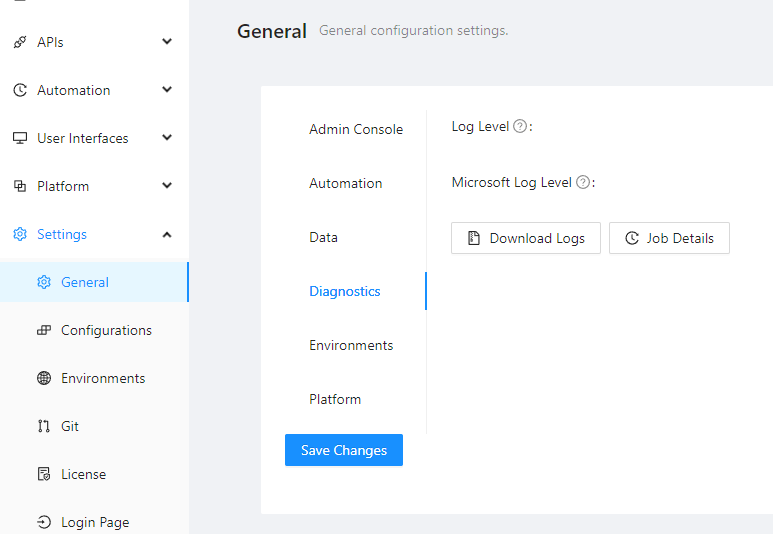 General General configuration settings.
APIs
Automation
User Interfaces
Platform
Settings
General
Configurations
Environments
Git
License
Login Page
Admin Console
Automation
Data
Diagnostics
Environments
Platform
Save Changes
Log Level ? :
Microsoft Log Level ? :
Download Logs Job Details